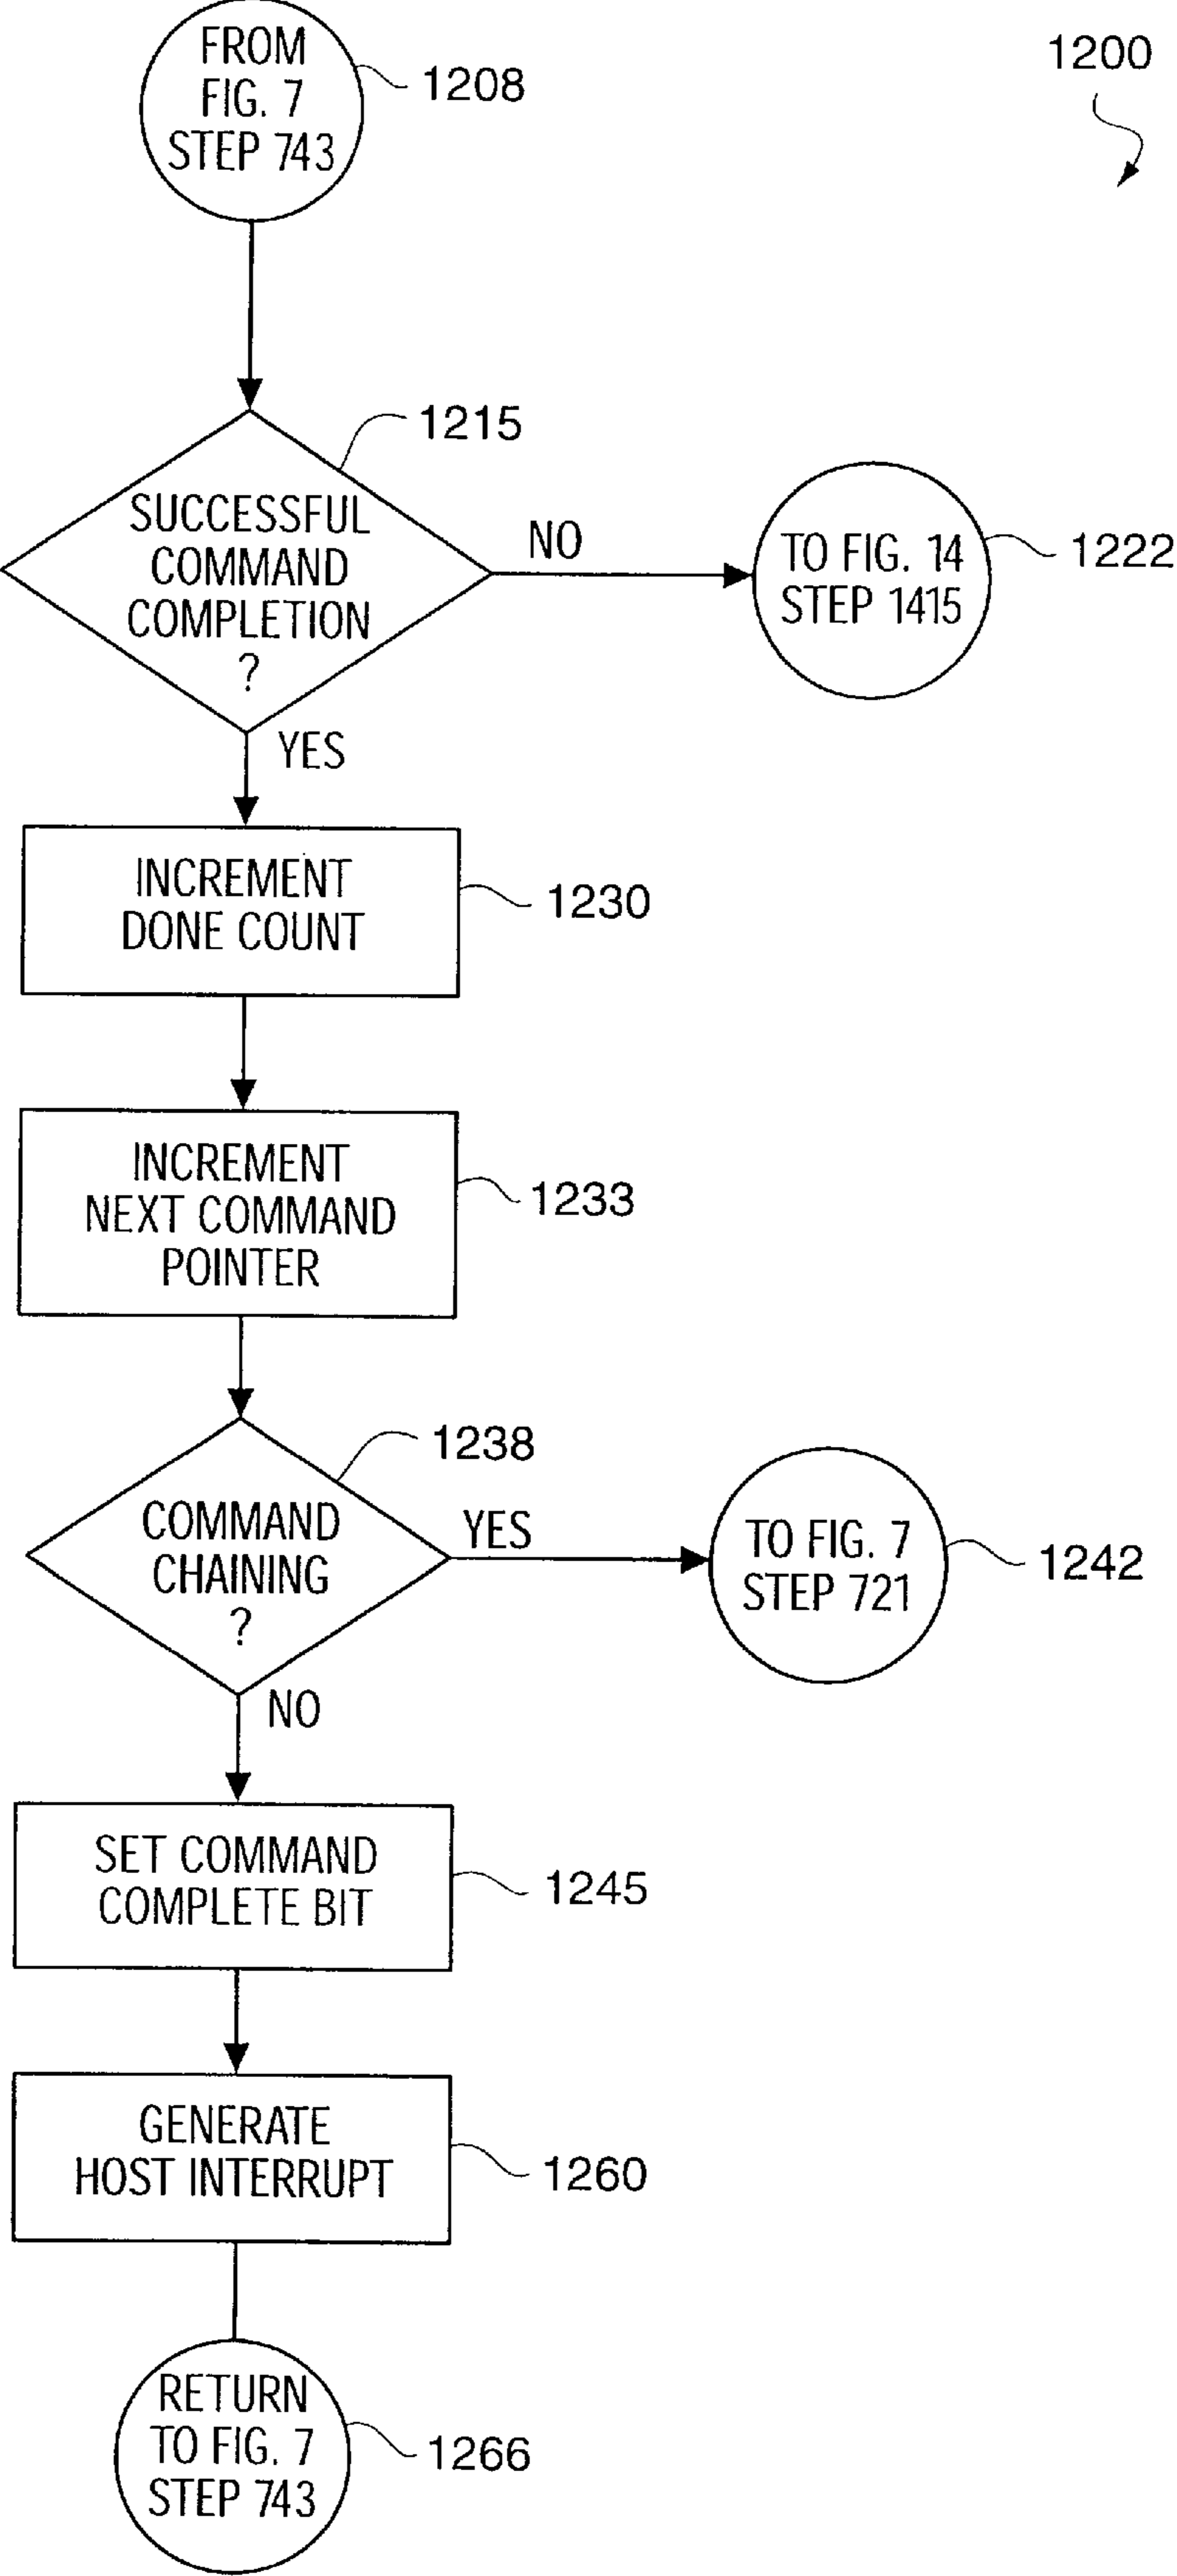 FROM
FIG. 7
STEP 743
1208
1200
1215
SUCCESSFUL
COMMAND
COMPLETION
?
NO
TO FIG. 14
STEP 1415
1222
YES
INCREMENT
DONE COUNT
1230
INCREMENT
NEXT COMMAND
POINTER
1233
1238
COMMAND
CHAINING
?
YES
TO FIG. 7
STEP 721
1242
NO
SET COMMAND
COMPLETE BIT
1245
GENERATE
HOST INTERRUPT
1260
RETURN
TO FIG. 7
STEP 743
1266